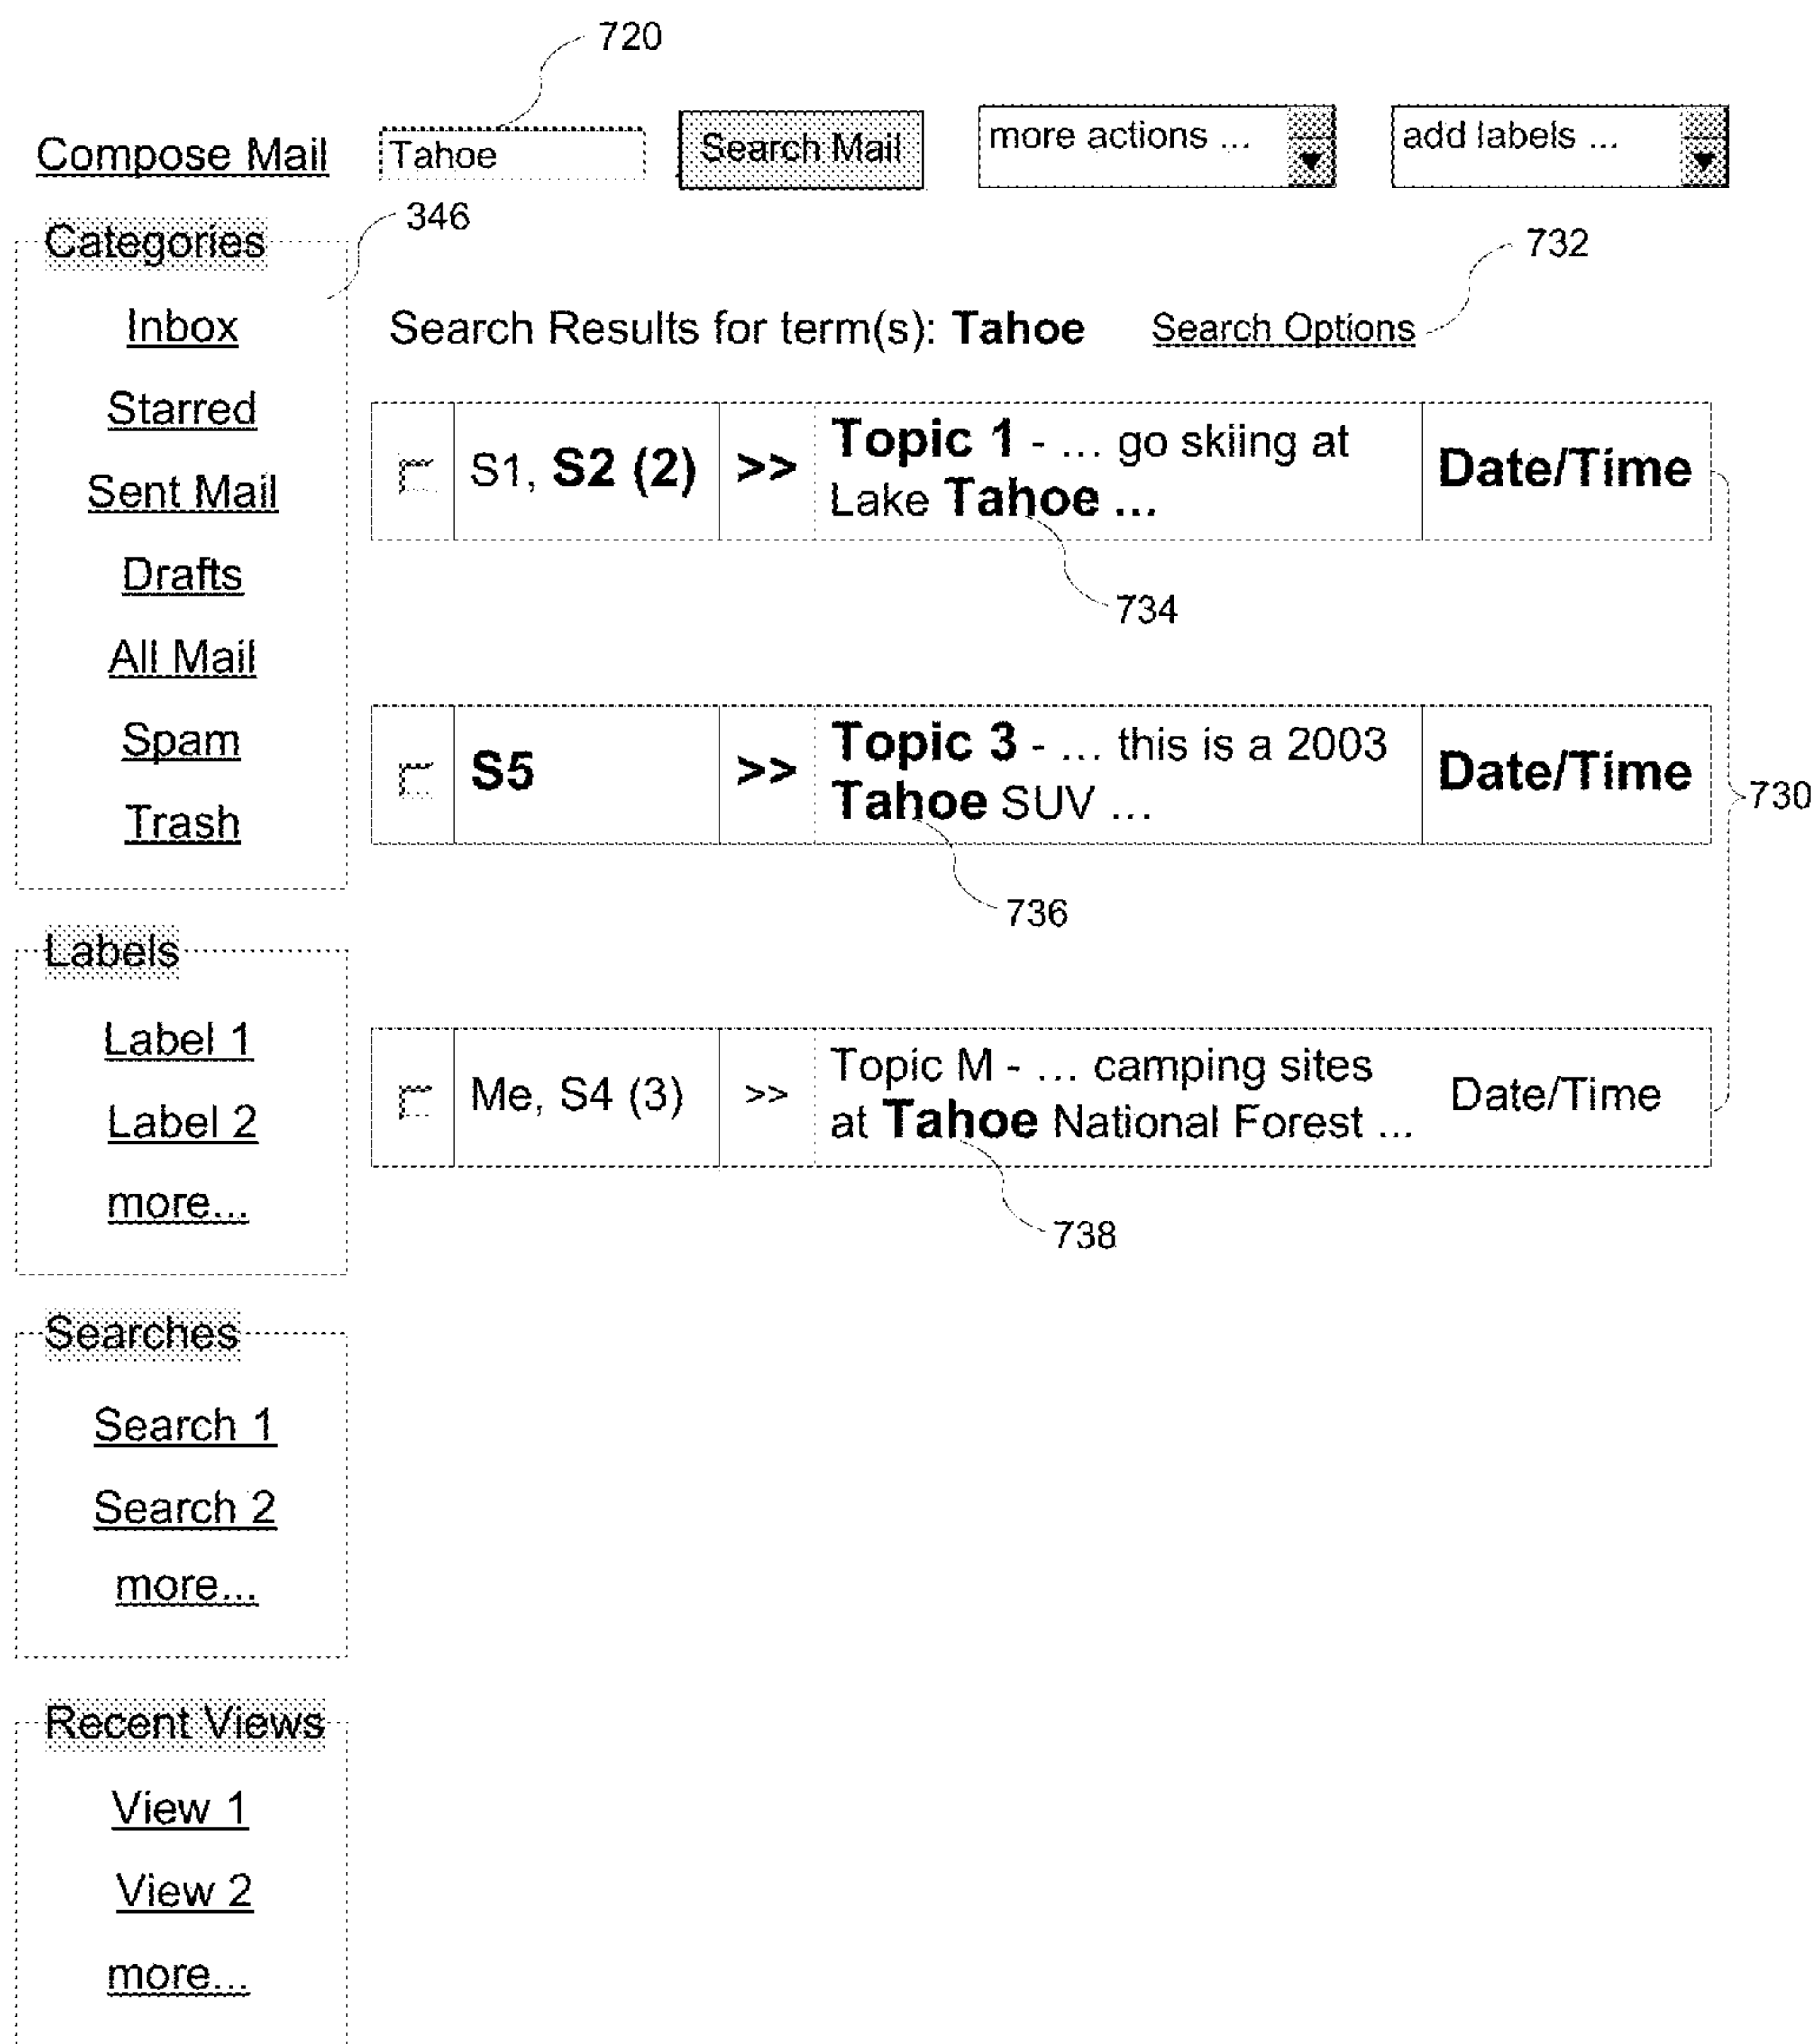 720
Compose Mail Tahoe Search Mail more actions ... add labels ...
346
Categories
732
Inbox
Search Results for term(s): Tahoe Search Options
Starred
Sent Mail
Drafts
All Mail
Spam
Trash
S1, S2 (2) >> Topic 1 - ... go skiing at
Lake Tahoe ...
Date/Time
734
S5 >> Topic 3 - ... this is a 2003
Tahoe SUV ...
Date/Time
730
736
Labels
Label 1
Label 2
more...
Me, S4 (3) >> Topic M - ... camping sites
at Tahoe National Forest ...
Date/Time
738
Searches
Search 1
Search 2
more...
Recent Views
View 1
View 2
more...